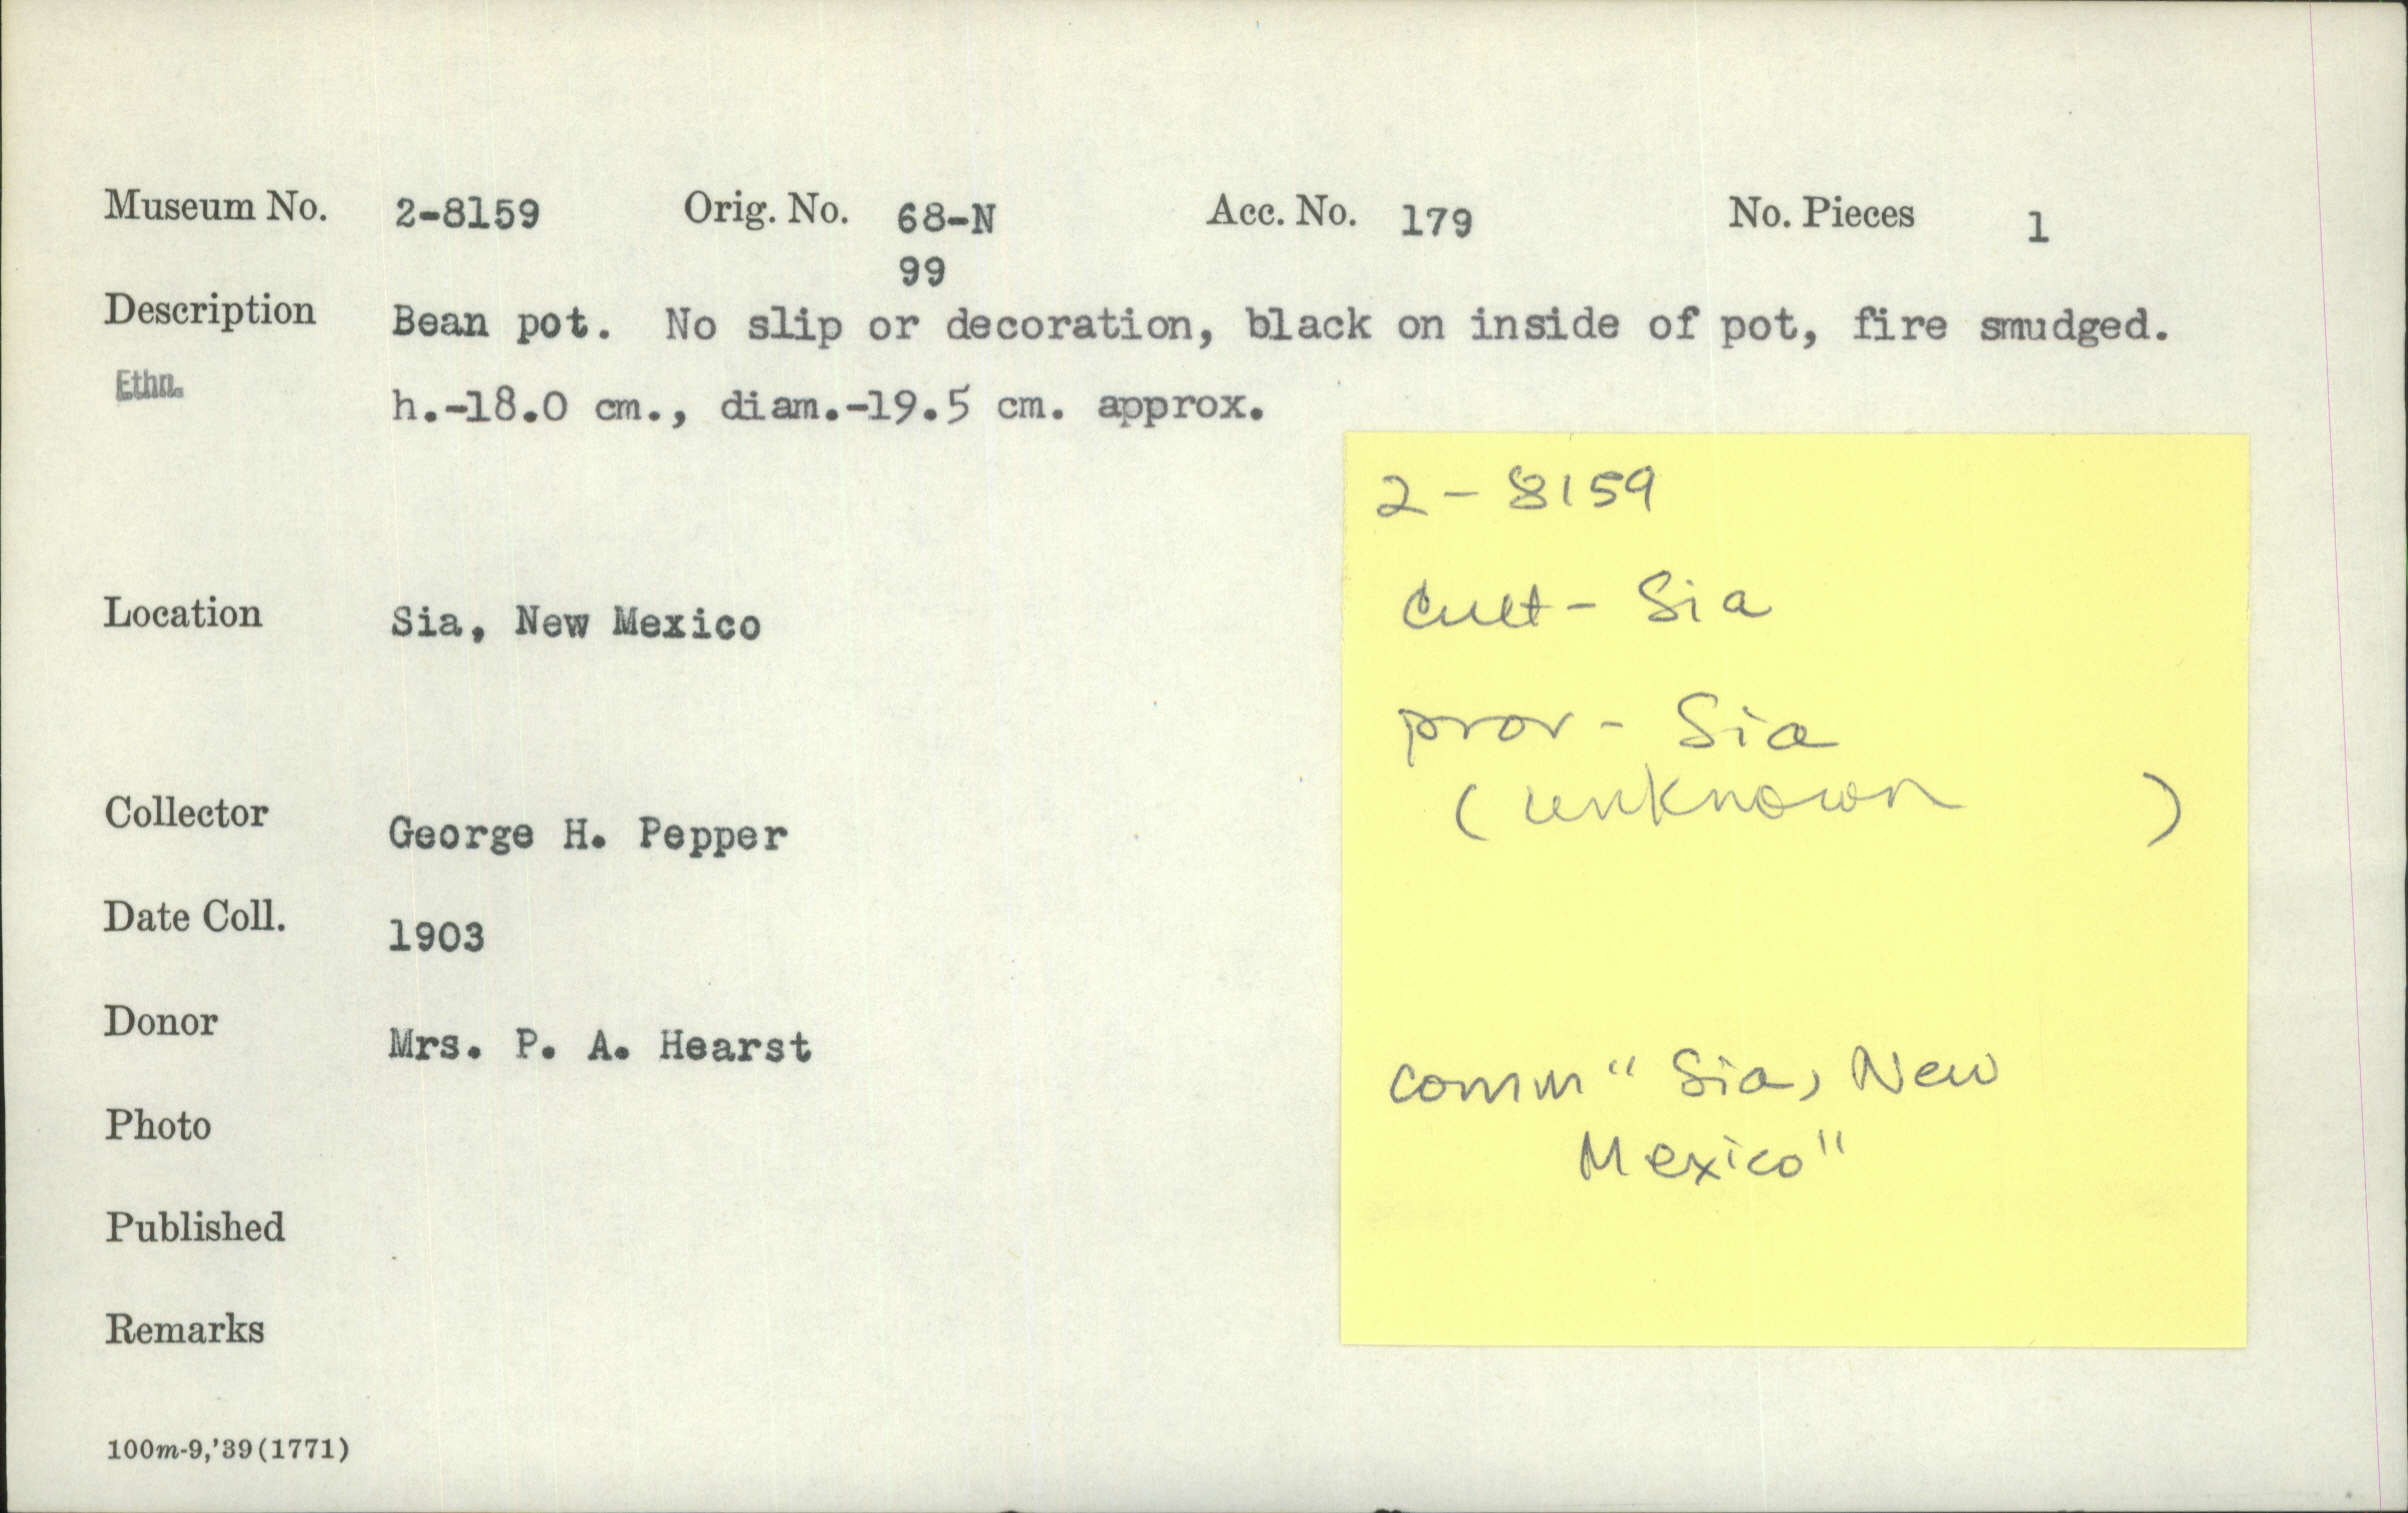 Museum No. 2-8159 Orig. No. 68-N Acc. No. 179 No. Pieces 1
99
Description Bean pot. No slip or decoration, black on inside of pot, fire smudged.
Ethn. h.-18.0 cm., diam.-19.5 cm. approx.
Location Sia, New Mexico
Collector George H. Pepper
Date Coll. 1903
Donor Mrs. P. A. Hearst
Photo
Published
Remarks
100m-9,'39(1771)
2-8159
Cult - Sia
prov - Sia
(unknown )
comm "Sia, New
Mexico"